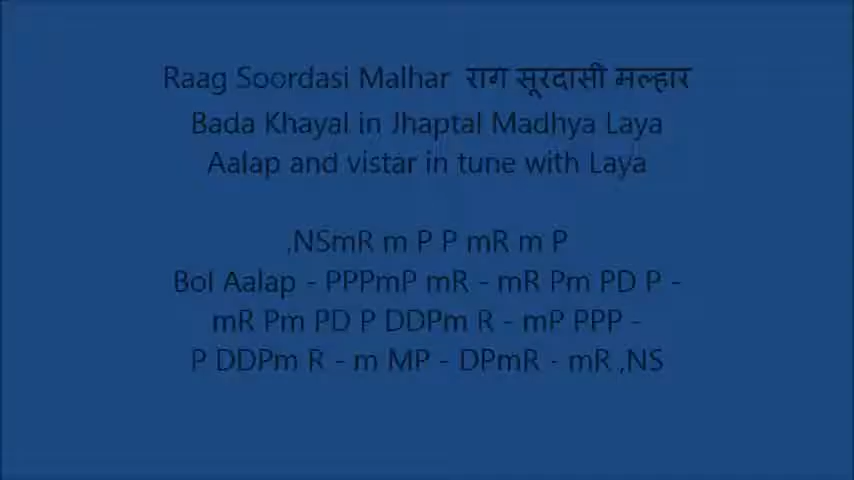 Raag Soordasi Malhar राग सूरदासी मल्हार
Bada Khayal in Jhaptal Madhya Laya
Aalap and vistar in tune with Laya
,NSmR m P P mR m P
Bol Aalap - PPPmP mR - mR Pm PD P -
mR Pm PD P DDPm R - mP PPP -
P DDPm R - m MP - DPmR - mR ,NS